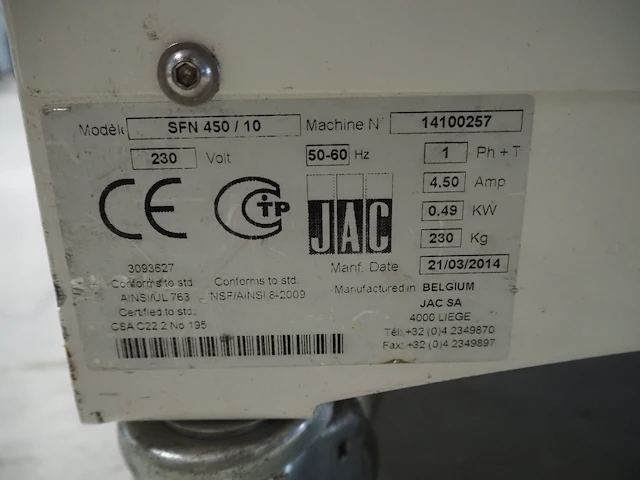 Modèle SFN 450 / 10 Machine N° 14100257
230 Volt 50-60 Hz 1 Ph + T
4.50 Amp
0.49 KW
230 Kg
CE
CTP
JAC
Manf. Date 21/03/2014
3093627
Conforms to std.
AINSI/UL 763
Certified to std.
CSA C22.2 No 195
Conforms to std.
NSF/AINSI 8-2009
Manufactured in BELGIUM
JAC SA
4000 LIEGE
Tél: +32 (0)4 2349870
Fax: +32 (0)4 2349897